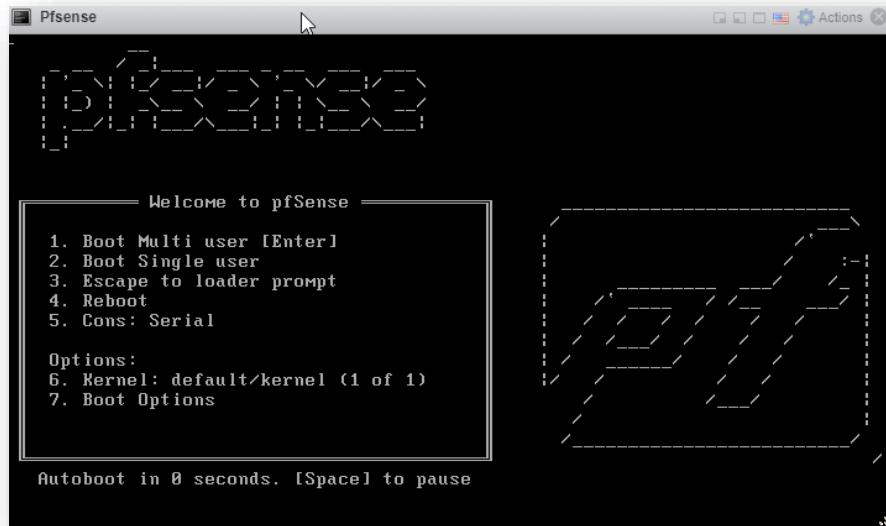 Pfsense
Actions
pfsense
Welcome to pfSense
1. Boot Multi user [Enter]
2. Boot Single user
3. Escape to loader prompt
4. Reboot
5. Cons: Serial
Options:
6. Kernel: default/kernel (1 of 1)
7. Boot Options
pf
Autoboot in 0 seconds. [Space] to pause